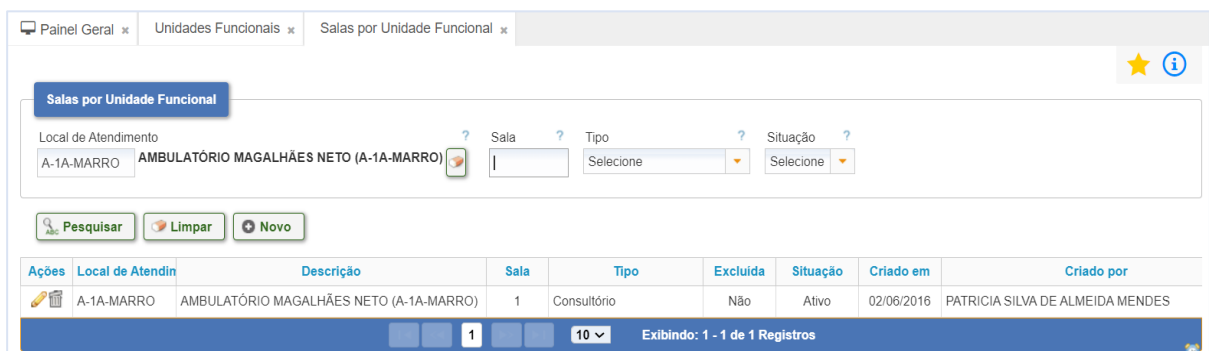 Painel Geral × Unidades Funcionais × Salas por Unidade Funcional ×
Salas por Unidade Funcional
Local de Atendimento ? Sala ? Tipo ? Situação ?
A-1A-MARRO AMBULATÓRIO MAGALHÃES NETO (A-1A-MARRO) Selecione Selecione
Pesquisar Limpar Novo
Ações Local de Atendin Descrição Sala Tipo Excluida Situação Criado em Criado por
A-1A-MARRO AMBULATÓRIO MAGALHÃES NETO (A-1A-MARRO) 1 Consultório Não Ativo 02/06/2016 PATRICIA SILVA DE ALMEIDA MENDES
1 10 Exibindo: 1 - 1 de 1 Registros